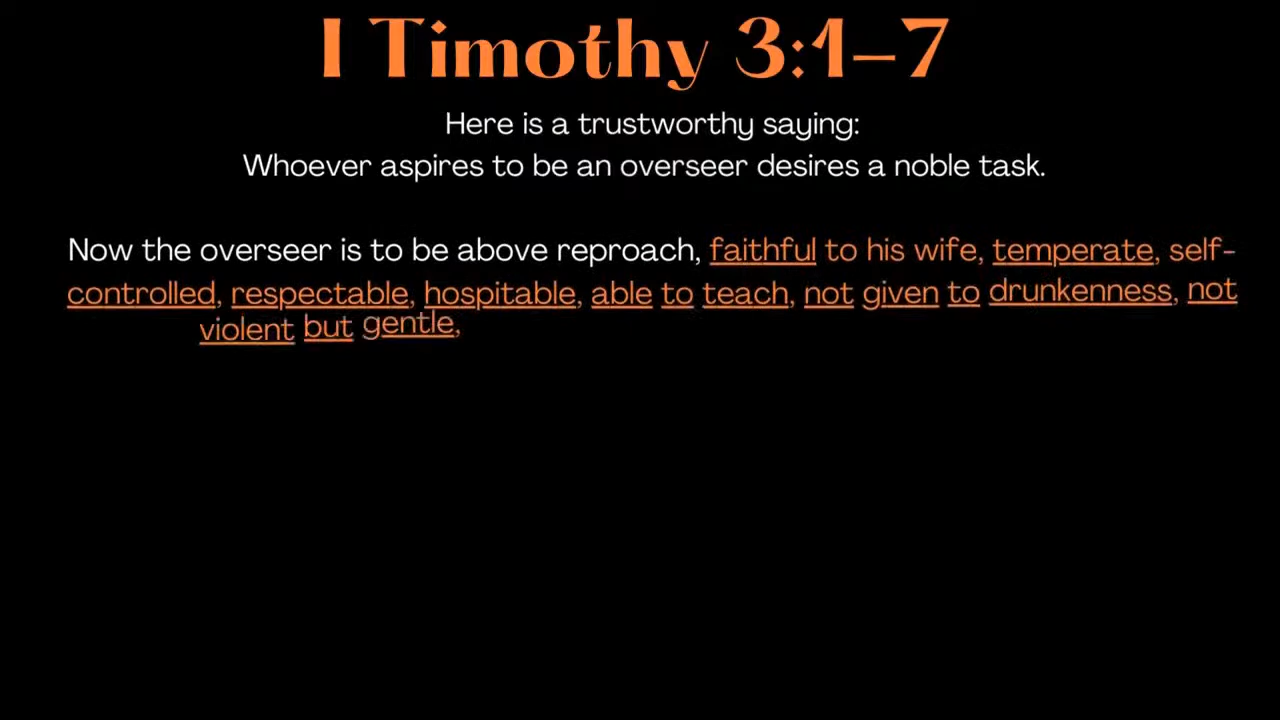 I Timothy 3:1–7
Here is a trustworthy saying:
Whoever aspires to be an overseer desires a noble task.
Now the overseer is to be above reproach, faithful to his wife, temperate, self-
controlled, respectable, hospitable, able to teach, not given to drunkenness, not
violent but gentle,